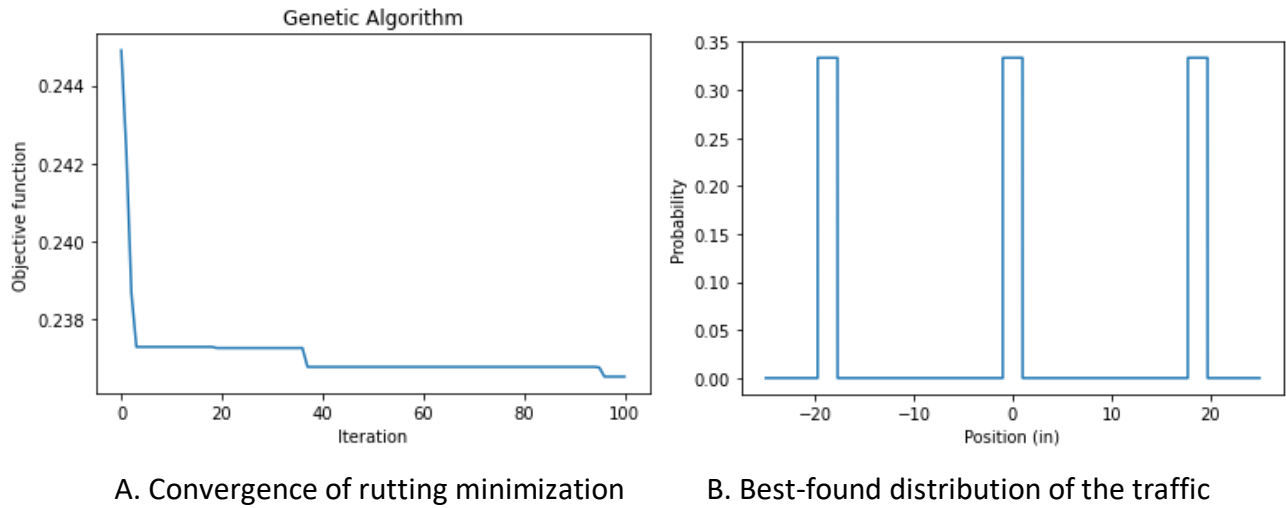 Genetic Algorithm
Objective function
0.244
0.242
0.240
0.238
0 20 40 60 80 100
Iteration
Probability
0.35
0.30
0.25
0.20
0.15
0.10
0.05
0.00
−20 −10 0 10 20
Position (in)
A. Convergence of rutting minimization
B. Best-found distribution of the traffic